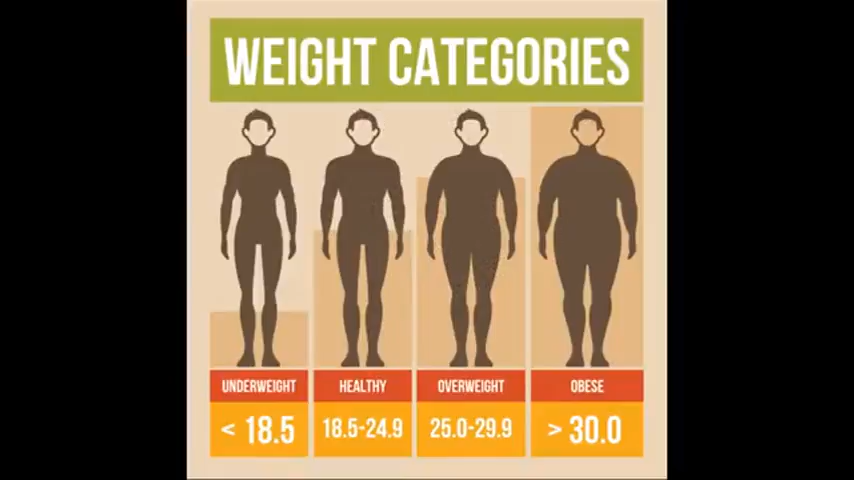 WEIGHT CATEGORIES
UNDERWEIGHT HEALTHY OVERWEIGHT OBESE
< 18.5 18.5-24.9 25.0-29.9 > 30.0